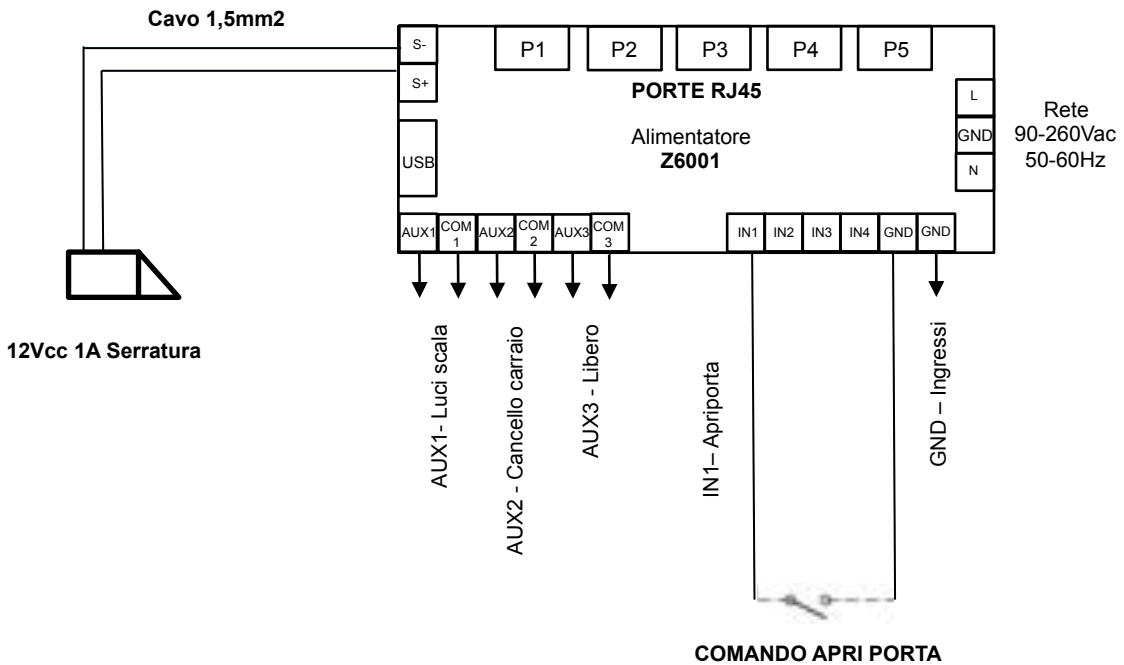 Cavo 1,5mm2
S-
S+
USB
P1
P2
P3
P4
P5
PORTE RJ45
Alimentatore
Z6001
L
GND
N
Rete
90-260Vac
50-60Hz
AUX1
COM
1
AUX2
COM
2
AUX3
COM
3
IN1
IN2
IN3
IN4
GND
GND
12Vcc 1A Serratura
AUX1- Luci scala
AUX2 - Cancello carraio
AUX3 - Libero
IN1– Apriporta
GND – Ingressi
COMANDO APRI PORTA